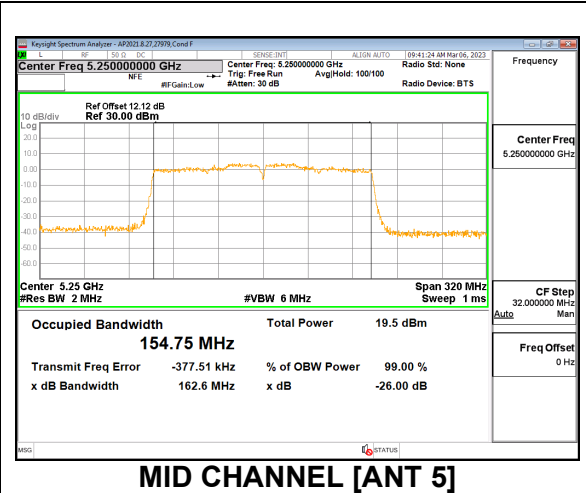 Keysight Spectrum Analyzer - AP2021.8.27,27979,Cond F
L RF 50 Ω DC SENSE:INT ALIGN AUTO 09:41:24 AM Mar 06, 2023
Center Freq 5.250000000 GHz Center Freq: 5.250000000 GHz Radio Std: None
NFE Trig: Free Run Avg|Hold: 100/100
#IFGain:Low #Atten: 30 dB Radio Device: BTS
Frequency
Ref Offset 12.12 dB
10 dB/div Ref 30.00 dBm
Log
20.0
10.0
0.00
-10.0
-20.0
-30.0
-40.0
-50.0
-60.0
Center 5.25 GHz Span 320 MHz
#Res BW 2 MHz #VBW 6 MHz Sweep 1 ms
Occupied Bandwidth Total Power 19.5 dBm
154.75 MHz
Transmit Freq Error -377.51 kHz % of OBW Power 99.00 %
x dB Bandwidth 162.6 MHz x dB -26.00 dB
Center Freq
5.250000000 GHz
CF Step
32.000000 MHz
Auto Man
Freq Offset
0 Hz
MSG STATUS
MID CHANNEL [ANT 5]